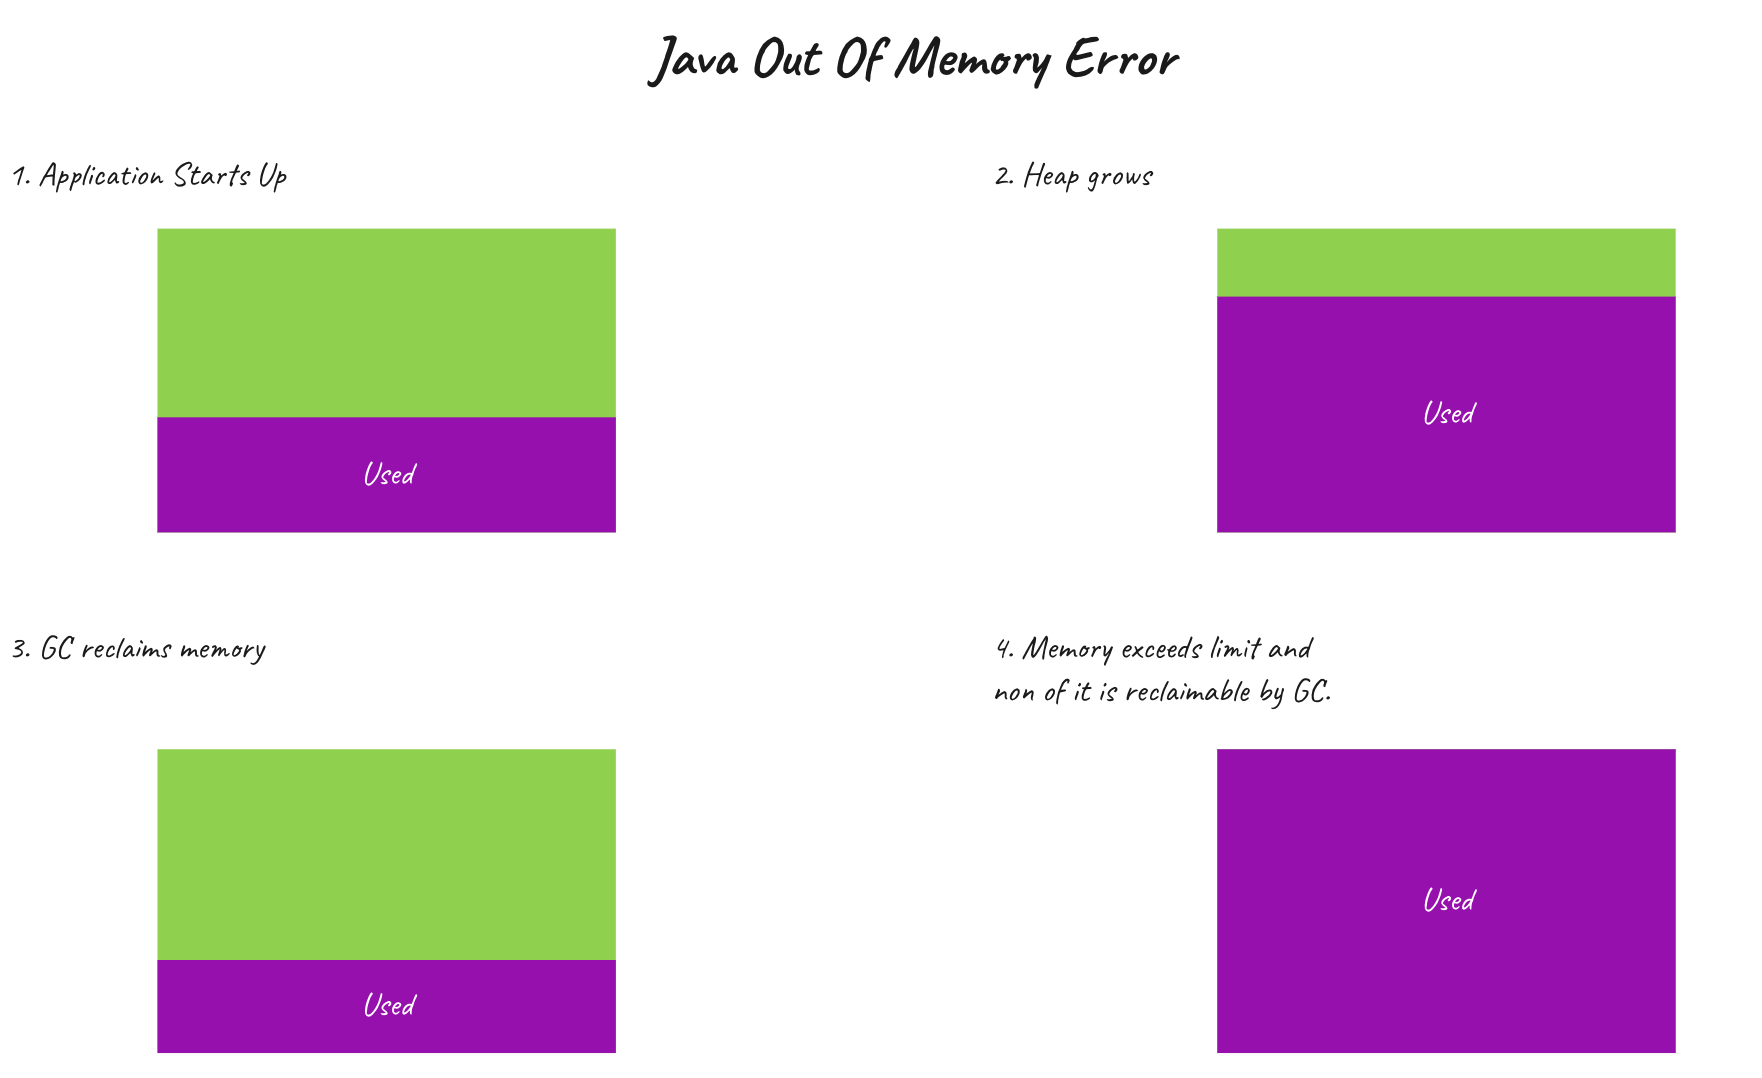 Java Out Of Memory Error
1. Application Starts Up
2. Heap grows
Used
Used
3. GC reclaims memory
4. Memory exceeds limit and
non of it is reclaimable by GC.
Used
Used